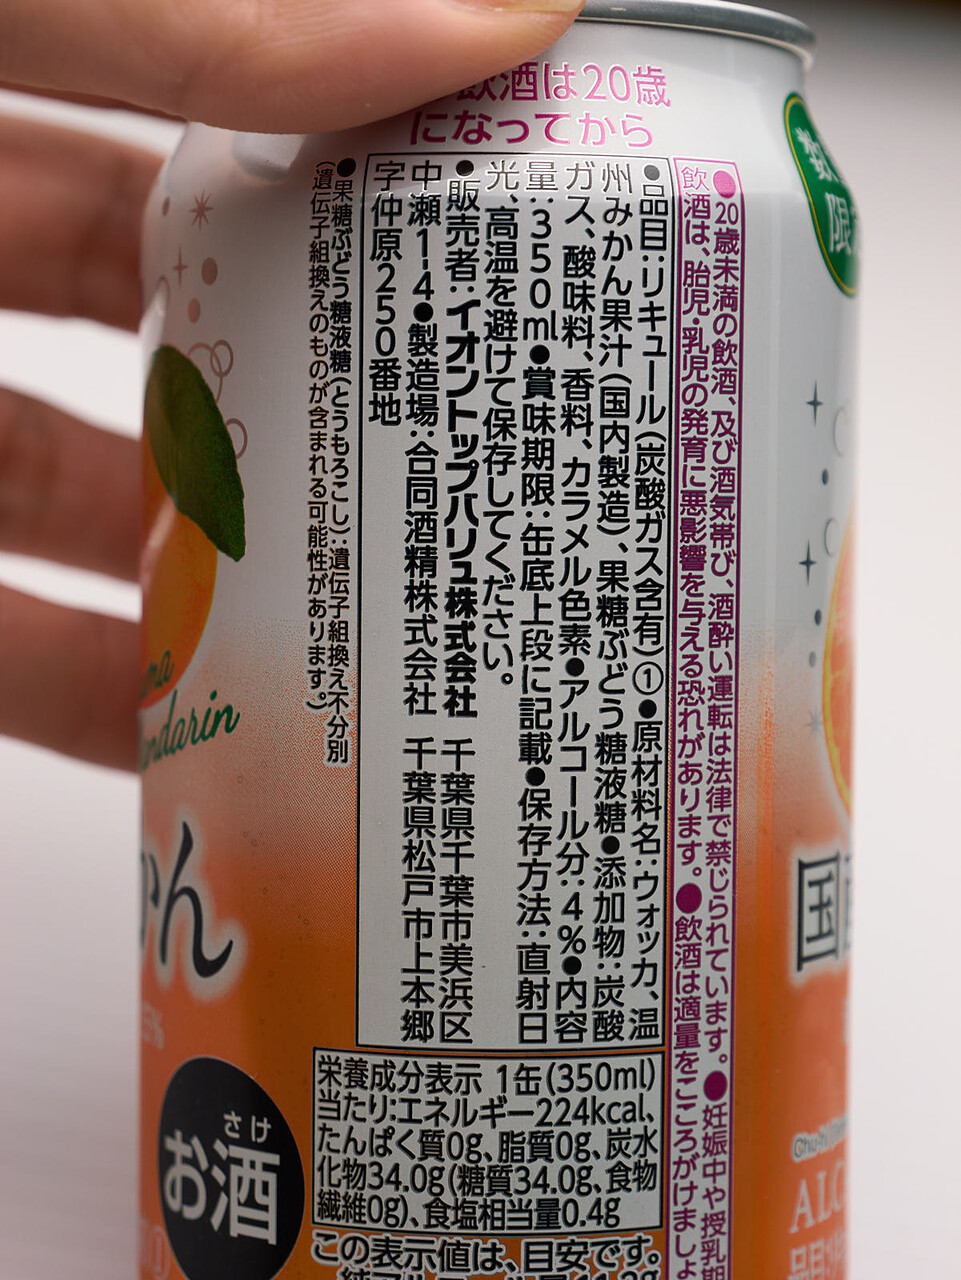 飲酒は20歳
になってから
●20歳未満の飲酒、及び酒気帯び、酒酔い運転は法律で禁じられています。●妊娠中や授乳期
飲酒は、胎児・乳児の発育に悪影響を与える恐れがあります。●飲酒は適量をこころがけましょ
●品目:リキュール(炭酸ガス含有)①●原材料名:ウォッカ、温
州みかん果汁(国内製造)、果糖ぶどう糖液糖●添加物:炭酸
ガス、酸味料、香料、カラメル色素●アルコール分:4%●内容
量:350ml●賞味期限:缶底上段に記載●保存方法:直射日
光、高温を避けて保存してください。
●販売者:イオントップバリュ株式会社 千葉県千葉市美浜区
中瀬1-4●製造場:合同酒精株式会社 千葉県松戸市上本郷
字仲原250番地
●果糖ぶどう糖液糖(とうもろこし):遺伝子組換え不分別
(遺伝子組換えのものが含まれる可能性があります。)
栄養成分表示 1缶(350ml)
当たり:エネルギー224kcal、
たんぱく質0g、脂質0g、炭水
化物34.0g(糖質34.0g、食物
繊維0g)、食塩相当量0.4g
この表示値は、目安です。
andarin
かん
さけ
お酒
数
限
国
Chu-hi
ALC